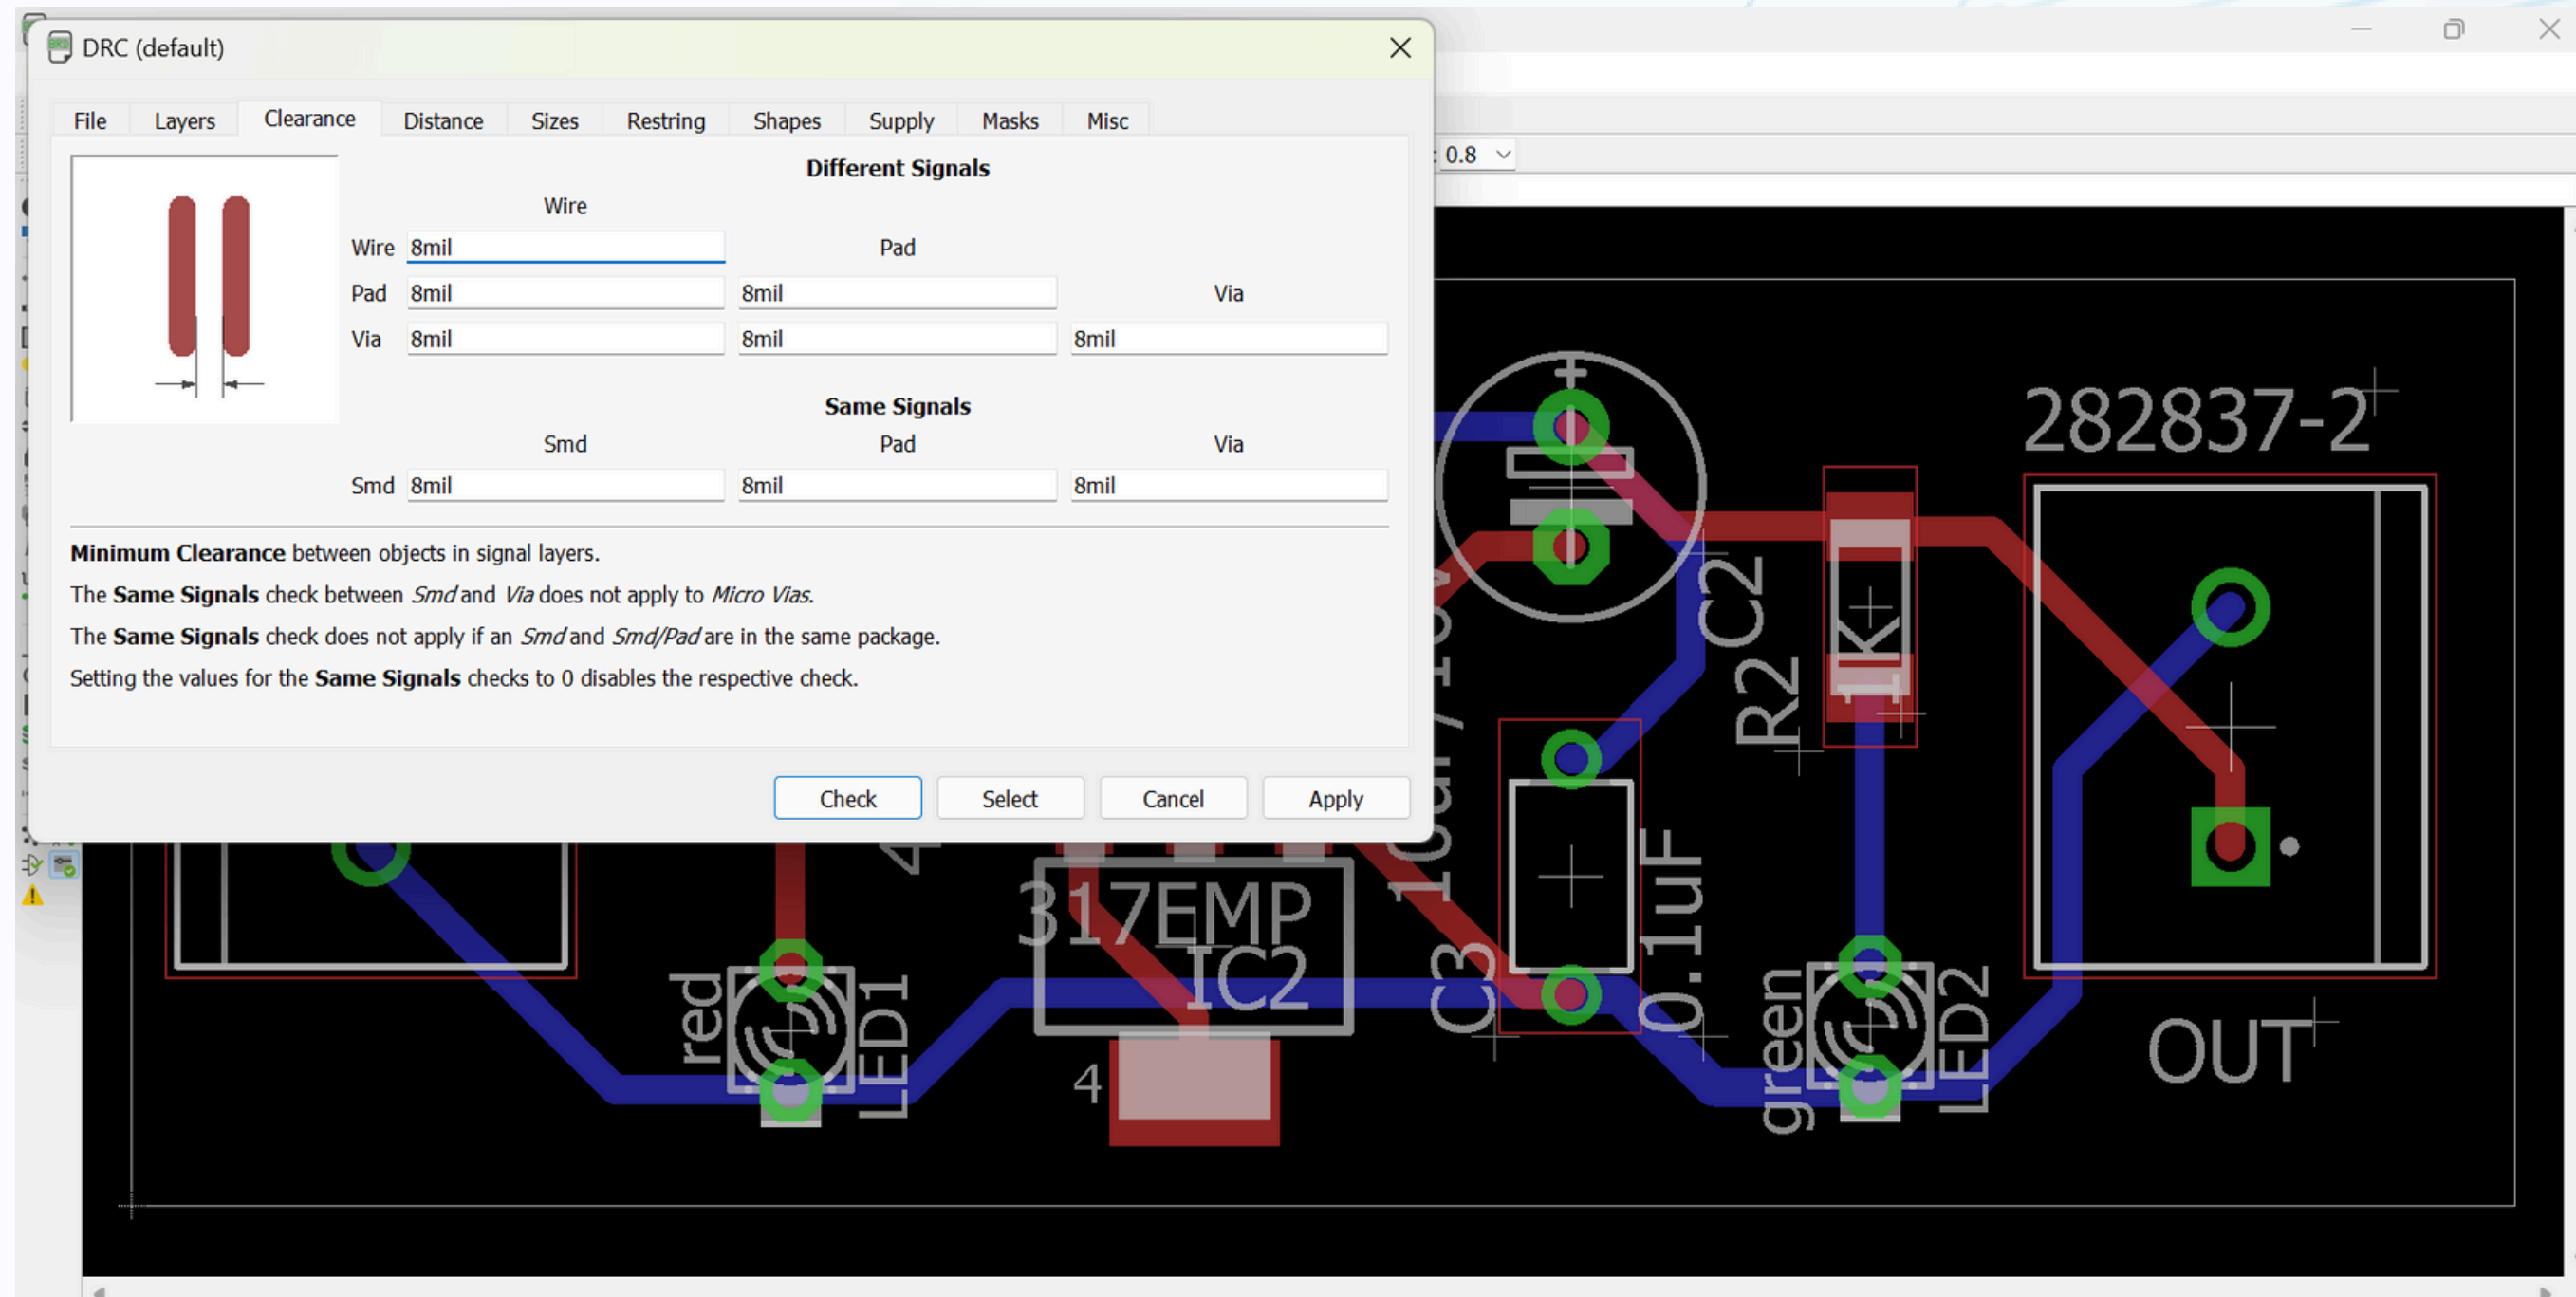 DRC (default)
File Layers Clearance Distance Sizes Restring Shapes Supply Masks Misc
: 0.8
Different Signals
Wire
Wire 8mil Pad
Pad 8mil 8mil Via
Via 8mil 8mil 8mil
Same Signals
Smd Pad Via
Smd 8mil 8mil 8mil
Minimum Clearance between objects in signal layers.
The Same Signals check between Smd and Via does not apply to Micro Vias.
The Same Signals check does not apply if an Smd and Smd/Pad are in the same package.
Setting the values for the Same Signals checks to 0 disables the respective check.
Check Select Cancel Apply
+
282837-2
C2
R2
1K
317EMP
IC2
C3
0.1uF
red
LED1
4
green
LED2
OUT